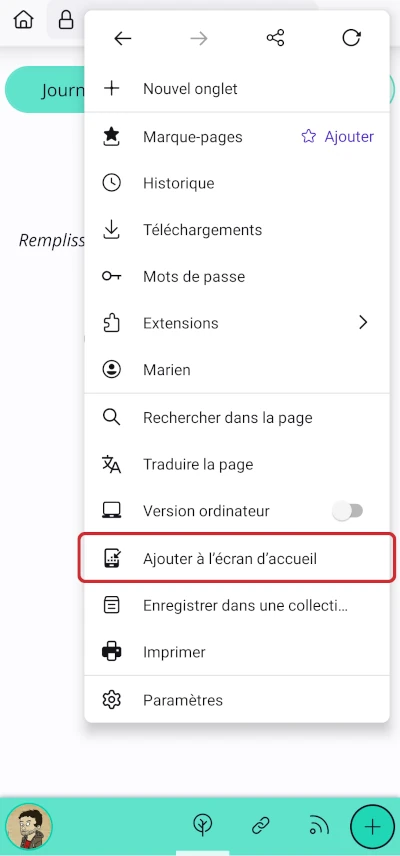 Journ
Nouvel onglet
Marque-pages Ajouter
Historique
Rempliss
Téléchargements
Mots de passe
Extensions
Marien
Rechercher dans la page
Traduire la page
Version ordinateur
Ajouter à l’écran d’accueil
Enregistrer dans une collecti…
Imprimer
Paramètres